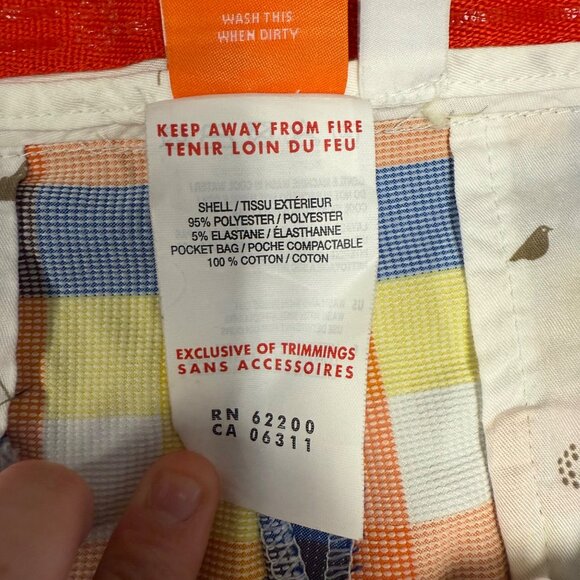 WASH THIS
WHEN DIRTY
KEEP AWAY FROM FIRE
TENIR LOIN DU FEU
SHELL / TISSU EXTÉRIEUR
95% POLYESTER / POLYESTER
5% ELASTANE / ÉLASTHANNE
POCKET BAG / POCHE COMPACTABLE
100 % COTTON / COTON
EXCLUSIVE OF TRIMMINGS
SANS ACCESSOIRES
RN 62200
CA 06311